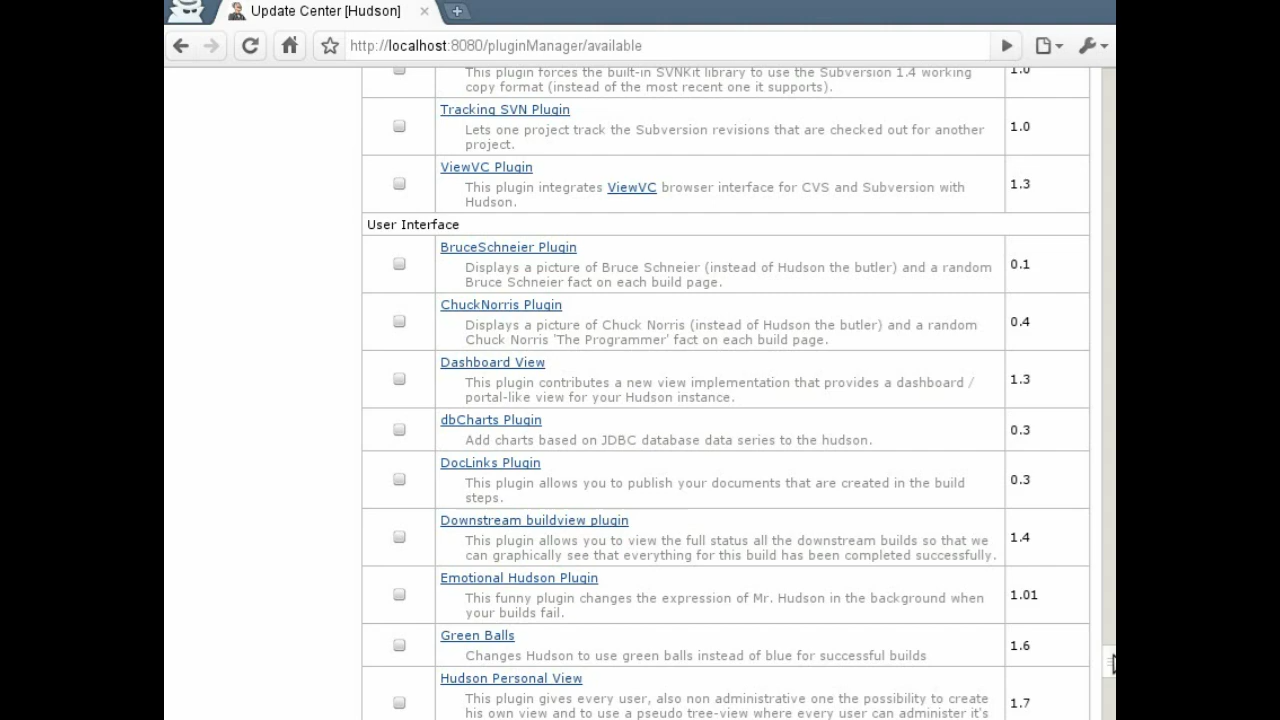 Update Center [Hudson]
http://localhost:8080/pluginManager/available
This plugin forces the built-in SVNKit library to use the Subversion 1.4 working
copy format (instead of the most recent one it supports).
1.0
Tracking SVN Plugin
Lets one project track the Subversion revisions that are checked out for another
project.
1.0
ViewVC Plugin
This plugin integrates ViewVC browser interface for CVS and Subversion with
Hudson.
1.3
User Interface
BruceSchneier Plugin
Displays a picture of Bruce Schneier (instead of Hudson the butler) and a random
Bruce Schneier fact on each build page.
0.1
ChuckNorris Plugin
Displays a picture of Chuck Norris (instead of Hudson the butler) and a random
Chuck Norris 'The Programmer' fact on each build page.
0.4
Dashboard View
This plugin contributes a new view implementation that provides a dashboard /
portal-like view for your Hudson instance.
1.3
dbCharts Plugin
Add charts based on JDBC database data series to the hudson.
0.3
DocLinks Plugin
This plugin allows you to publish your documents that are created in the build
steps.
0.3
Downstream buildview plugin
This plugin allows you to view the full status all the downstream builds so that we
can graphically see that everything for this build has been completed successfully.
1.4
Emotional Hudson Plugin
This funny plugin changes the expression of Mr. Hudson in the background when
your builds fail.
1.01
Green Balls
Changes Hudson to use green balls instead of blue for successful builds
1.6
Hudson Personal View
This plugin gives every user, also non administrative one the possibility to create
his own view and to use a pseudo tree-view where every user can administer it's
1.7